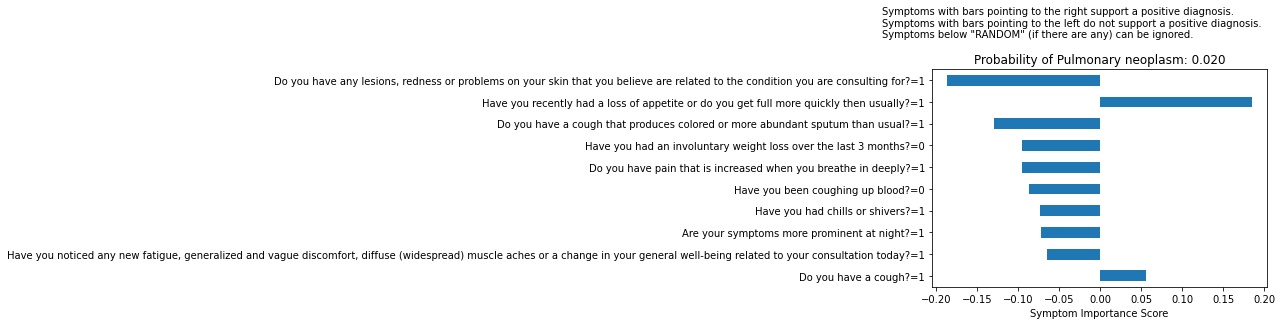 Symptoms with bars pointing to the right support a positive diagnosis.
Symptoms with bars pointing to the left do not support a positive diagnosis.
Symptoms below "RANDOM" (if there are any) can be ignored.
Probability of Pulmonary neoplasm: 0.020
Do you have any lesions, redness or problems on your skin that you believe are related to the condition you are consulting for?=1
Have you recently had a loss of appetite or do you get full more quickly then usually?=1
Do you have a cough that produces colored or more abundant sputum than usual?=1
Have you had an involuntary weight loss over the last 3 months?=0
Do you have pain that is increased when you breathe in deeply?=1
Have you been coughing up blood?=0
Have you had chills or shivers?=1
Are your symptoms more prominent at night?=1
Have you noticed any new fatigue, generalized and vague discomfort, diffuse (widespread) muscle aches or a change in your general well-being related to your consultation today?=1
Do you have a cough?=1
−0.20 −0.15 −0.10 −0.05 0.00 0.05 0.10 0.15 0.20
Symptom Importance Score